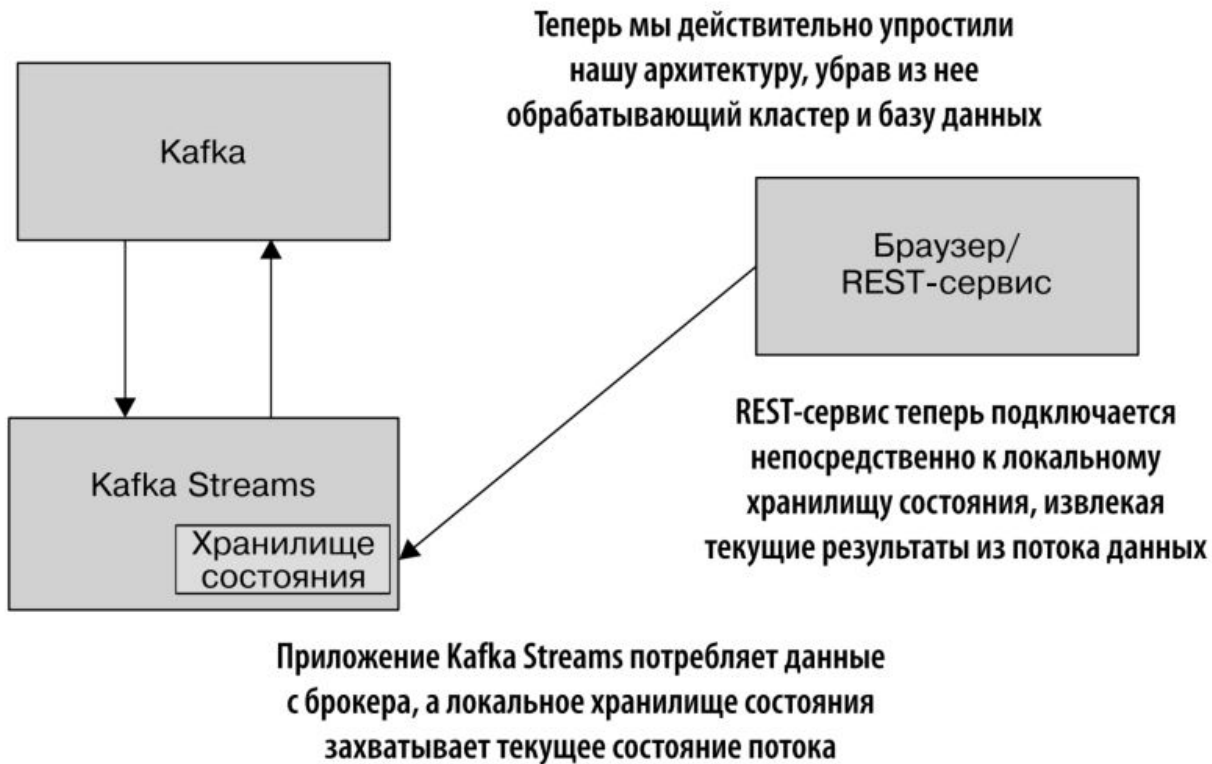 Теперь мы действительно упростили
нашу архитектуру, убрав из нее
обрабатывающий кластер и базу данных
Kafka
Браузер/
REST-сервис
REST-сервис теперь подключается
непосредственно к локальному
хранилищу состояния, извлекая
текущие результаты из потока данных
Kafka Streams
Хранилище
состояния
Приложение Kafka Streams потребляет данные
с брокера, а локальное хранилище состояния
захватывает текущее состояние потока